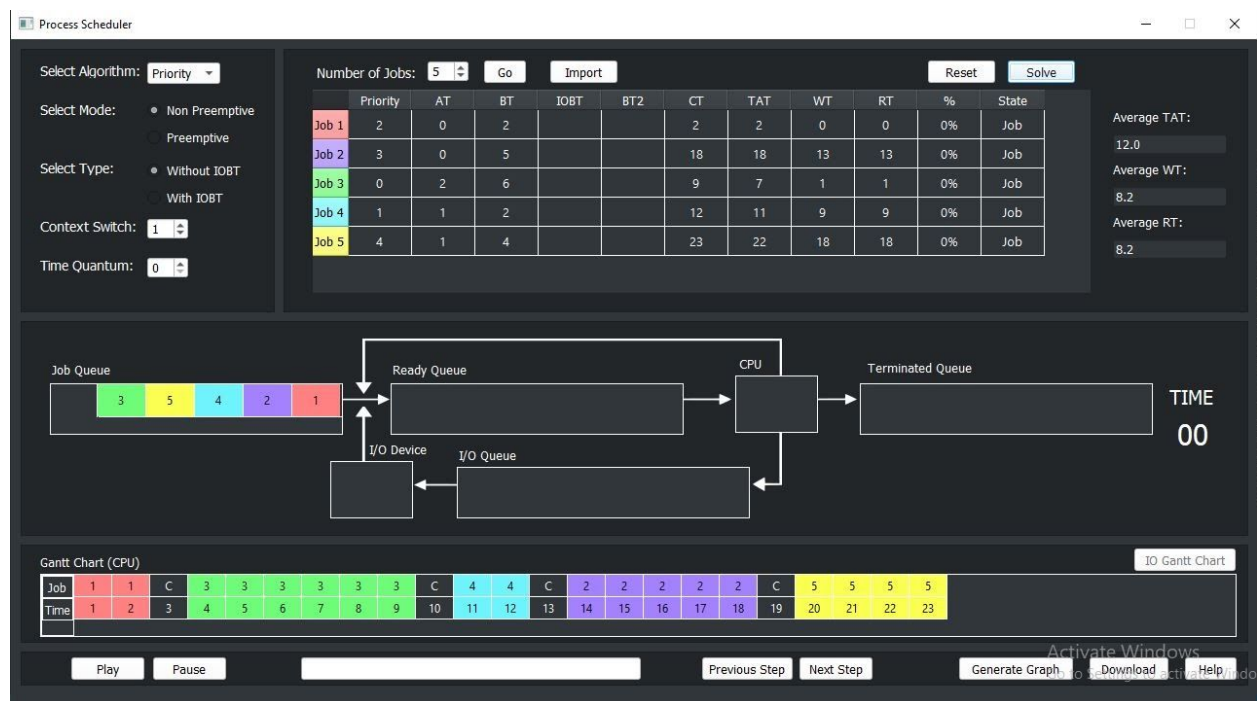 Process Scheduler
Select Algorithm: Priority
Select Mode: Non Preemptive
Preemptive
Select Type: Without IOBT
With IOBT
Context Switch: 1
Time Quantum: 0
Number of Jobs: 5 Go Import Reset Solve
Priority AT BT IOBT BT2 CT TAT WT RT % State
Job 1 2 0 2 2 2 0 0 0% Job
Job 2 3 0 5 18 18 13 13 0% Job
Job 3 0 2 6 9 7 1 1 0% Job
Job 4 1 1 2 12 11 9 9 0% Job
Job 5 4 1 4 23 22 18 18 0% Job
Average TAT:
12.0
Average WT:
8.2
Average RT:
8.2
Job Queue
3 5 4 2 1
Ready Queue
CPU
Terminated Queue
TIME
00
I/O Device
I/O Queue
Gantt Chart (CPU)
IO Gantt Chart
Job 1 1 C 3 3 3 3 3 3 C 4 4 C 2 2 2 2 2 C 5 5 5 5
Time 1 2 3 4 5 6 7 8 9 10 11 12 13 14 15 16 17 18 19 20 21 22 23
Play Pause Previous Step Next Step Generate Graph Download Help
Activate Windows
to Settings to activate Windo